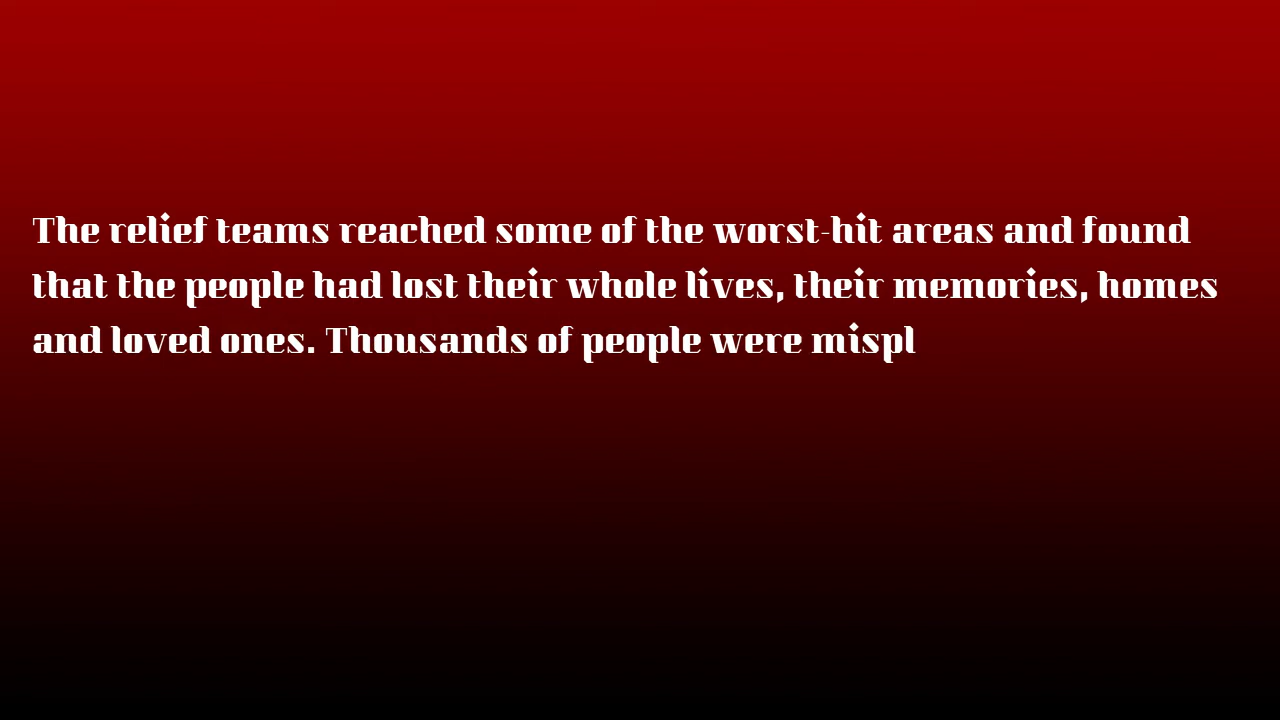 The relief teams reached some of the worst-hit areas and found
that the people had lost their whole lives, their memories, homes
and loved ones. Thousands of people were mispl